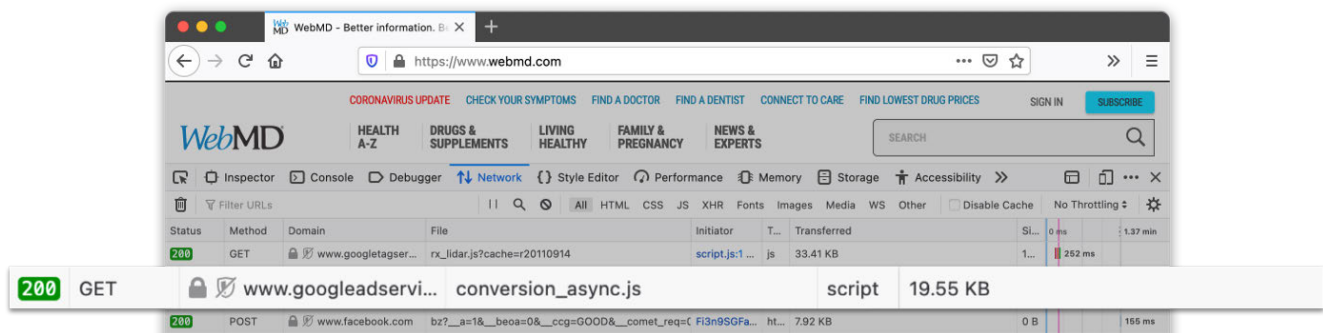 WebMD - Better information. Be
https://www.webmd.com
CORONAVIRUS UPDATE CHECK YOUR SYMPTOMS FIND A DOCTOR FIND A DENTIST CONNECT TO CARE FIND LOWEST DRUG PRICES SIGN IN SUBSCRIBE
WebMD HEALTH A-Z DRUGS & SUPPLEMENTS LIVING HEALTHY FAMILY & PREGNANCY NEWS & EXPERTS SEARCH
Inspector Console Debugger Network {} Style Editor Performance Memory Storage Accessibility
Filter URLs All HTML CSS JS XHR Fonts Images Media WS Other Disable Cache No Throttling
Status Method Domain File Initiator T... Transferred Si... 0 ms 1.37 min
200 GET www.googletagser... rx_lidar.js?cache=r20110914 script.js:1 ... js 33.41 KB 1... 252 ms
200 GET www.googleadservi... conversion_async.js script 19.55 KB
200 POST www.facebook.com bz?__a=1&__beoa=0&__ccg=GOOD&__comet_req=( Fi3n9SGFa... ht... 7.92 KB 0 B 155 ms